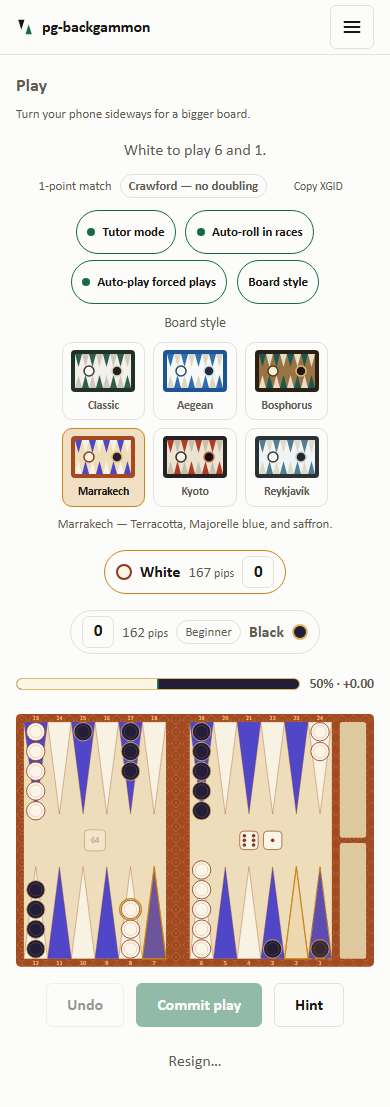 pg-backgammon
Play
Turn your phone sideways for a bigger board.
White to play 6 and 1.
1-point match Crawford — no doubling Copy XGID
Tutor mode Auto-roll in races
Auto-play forced plays Board style
Board style
Classic Aegean Bosphorus
Marrakech Kyoto Reykjavík
Marrakech — Terracotta, Majorelle blue, and saffron.
White 167 pips 0
0 162 pips Beginner Black
50% · +0.00
13 14 15 16 17 18 19 20 21 22 23 24
64
12 11 10 9 8 7 6 5 4 3 2 1
Undo Commit play Hint
Resign...